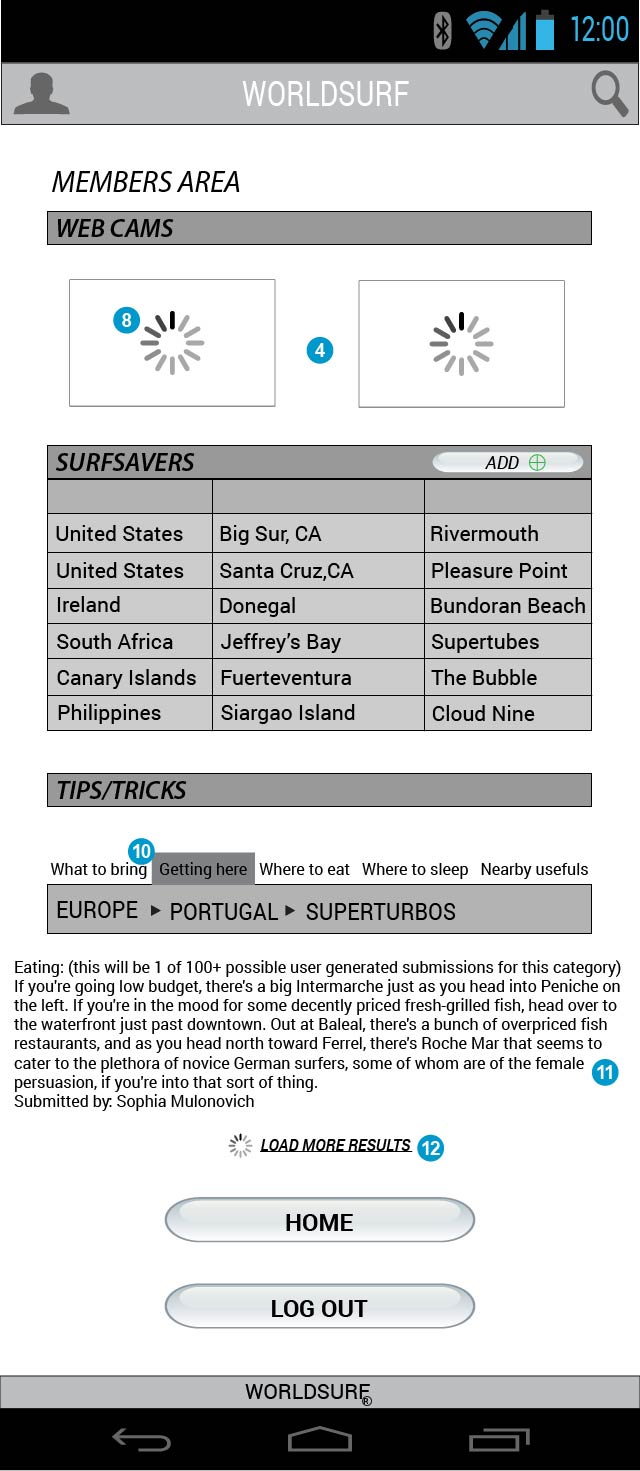 12:00
WORLDSURF
MEMBERS AREA
WEB CAMS
8
4
SURFSAVERS ADD
United States Big Sur, CA Rivermouth
United States Santa Cruz,CA Pleasure Point
Ireland Donegal Bundoran Beach
South Africa Jeffrey’s Bay Supertubes
Canary Islands Fuerteventura The Bubble
Philippines Siargao Island Cloud Nine
TIPS/TRICKS
10
What to bring Getting here Where to eat Where to sleep Nearby usefuls
EUROPE ▸ PORTUGAL ▸ SUPERTURBOS
Eating: (this will be 1 of 100+ possible user generated submissions for this category)
If you're going low budget, there's a big Intermarche just as you head into Peniche on
the left. If you're in the mood for some decently priced fresh-grilled fish, head over to
the waterfront just past downtown. Out at Baleal, there's a bunch of overpriced fish
restaurants, and as you head north toward Ferrel, there's Roche Mar that seems to
cater to the plethora of novice German surfers, some of whom are of the female
persuasion, if you're into that sort of thing.
11
Submitted by: Sophia Mulonovich
LOAD MORE RESULTS 12
HOME
LOG OUT
WORLDSURF®